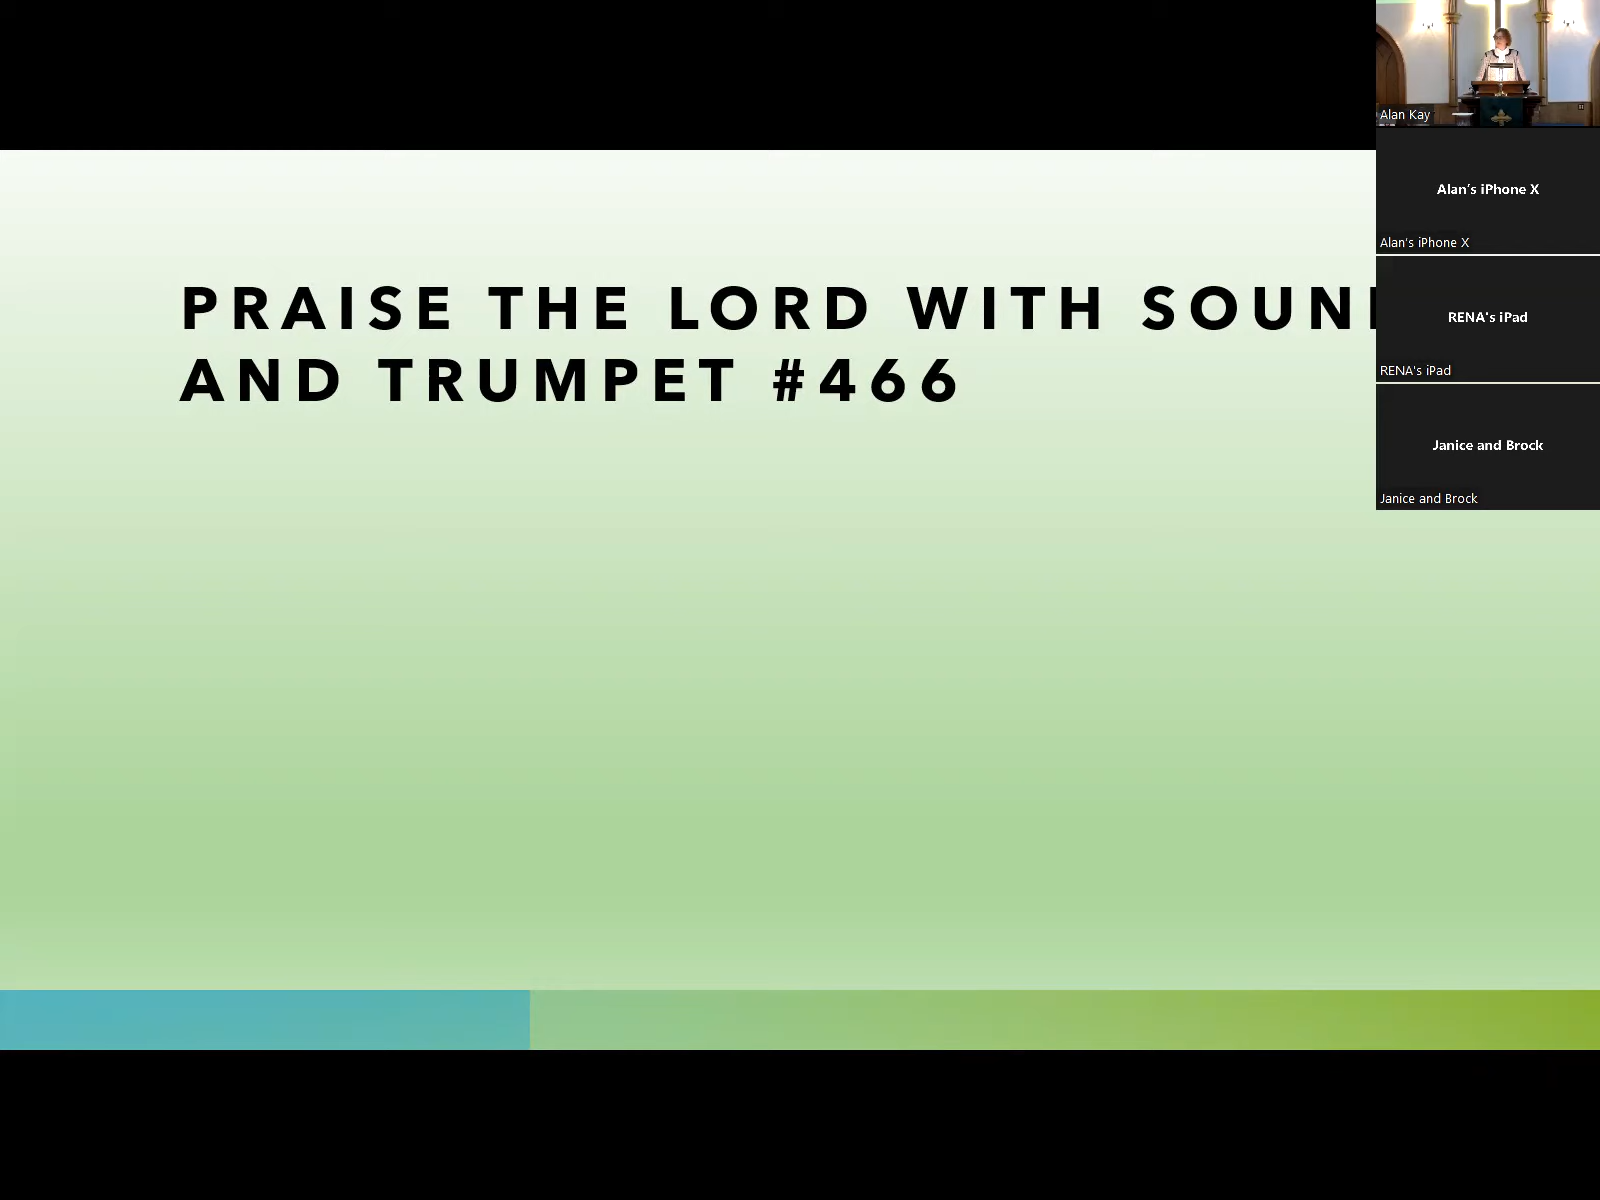 PRAISE THE LORD WITH SOUN
AND TRUMPET #466
Alan Kay
Alan's iPhone X
Alan's iPhone X
RENA's iPad
RENA's iPad
Janice and Brock
Janice and Brock